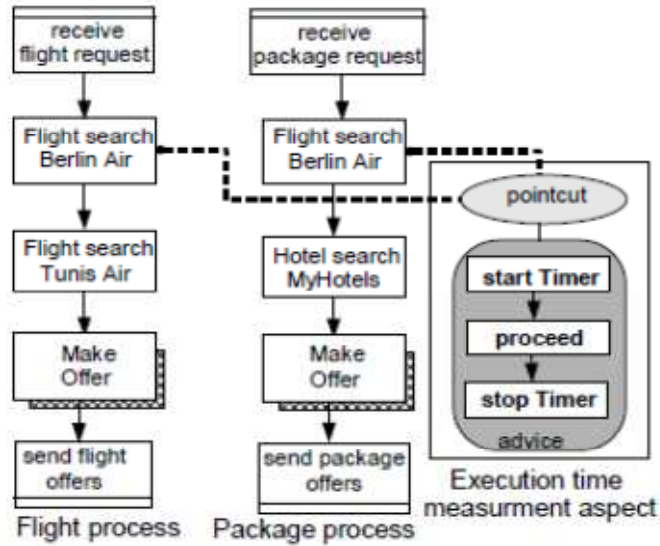 receive
flight request
Flight search
Berlin Air
Flight search
Tunis Air
Make
Offer
send flight
offers
Flight process
receive
package request
Flight search
Berlin Air
Hotel search
MyHotels
Make
Offer
send package
offers
Package process
pointcut
start Timer
proceed
stop Timer
advice
Execution time
measurment aspect